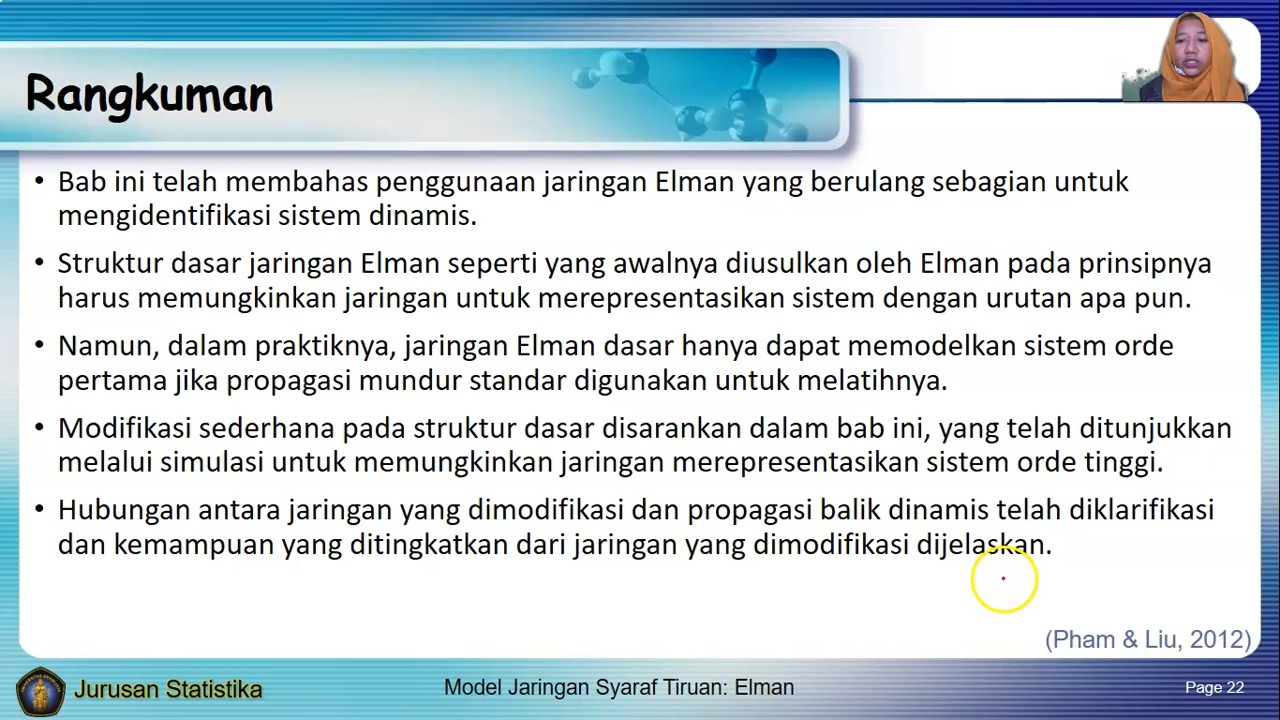 Rangkuman
• Bab ini telah membahas penggunaan jaringan Elman yang berulang sebagian untuk
mengidentifikasi sistem dinamis.
• Struktur dasar jaringan Elman seperti yang awalnya diusulkan oleh Elman pada prinsipnya
harus memungkinkan jaringan untuk merepresentasikan sistem dengan urutan apa pun.
• Namun, dalam praktiknya, jaringan Elman dasar hanya dapat memodelkan sistem orde
pertama jika propagasi mundur standar digunakan untuk melatihnya.
• Modifikasi sederhana pada struktur dasar disarankan dalam bab ini, yang telah ditunjukkan
melalui simulasi untuk memungkinkan jaringan merepresentasikan sistem orde tinggi.
• Hubungan antara jaringan yang dimodifikasi dan propagasi balik dinamis telah diklarifikasi
dan kemampuan yang ditingkatkan dari jaringan yang dimodifikasi dijelaskan.
(Pham & Liu, 2012)
Jurusan Statistika
Model Jaringan Syaraf Tiruan: Elman
Page 22